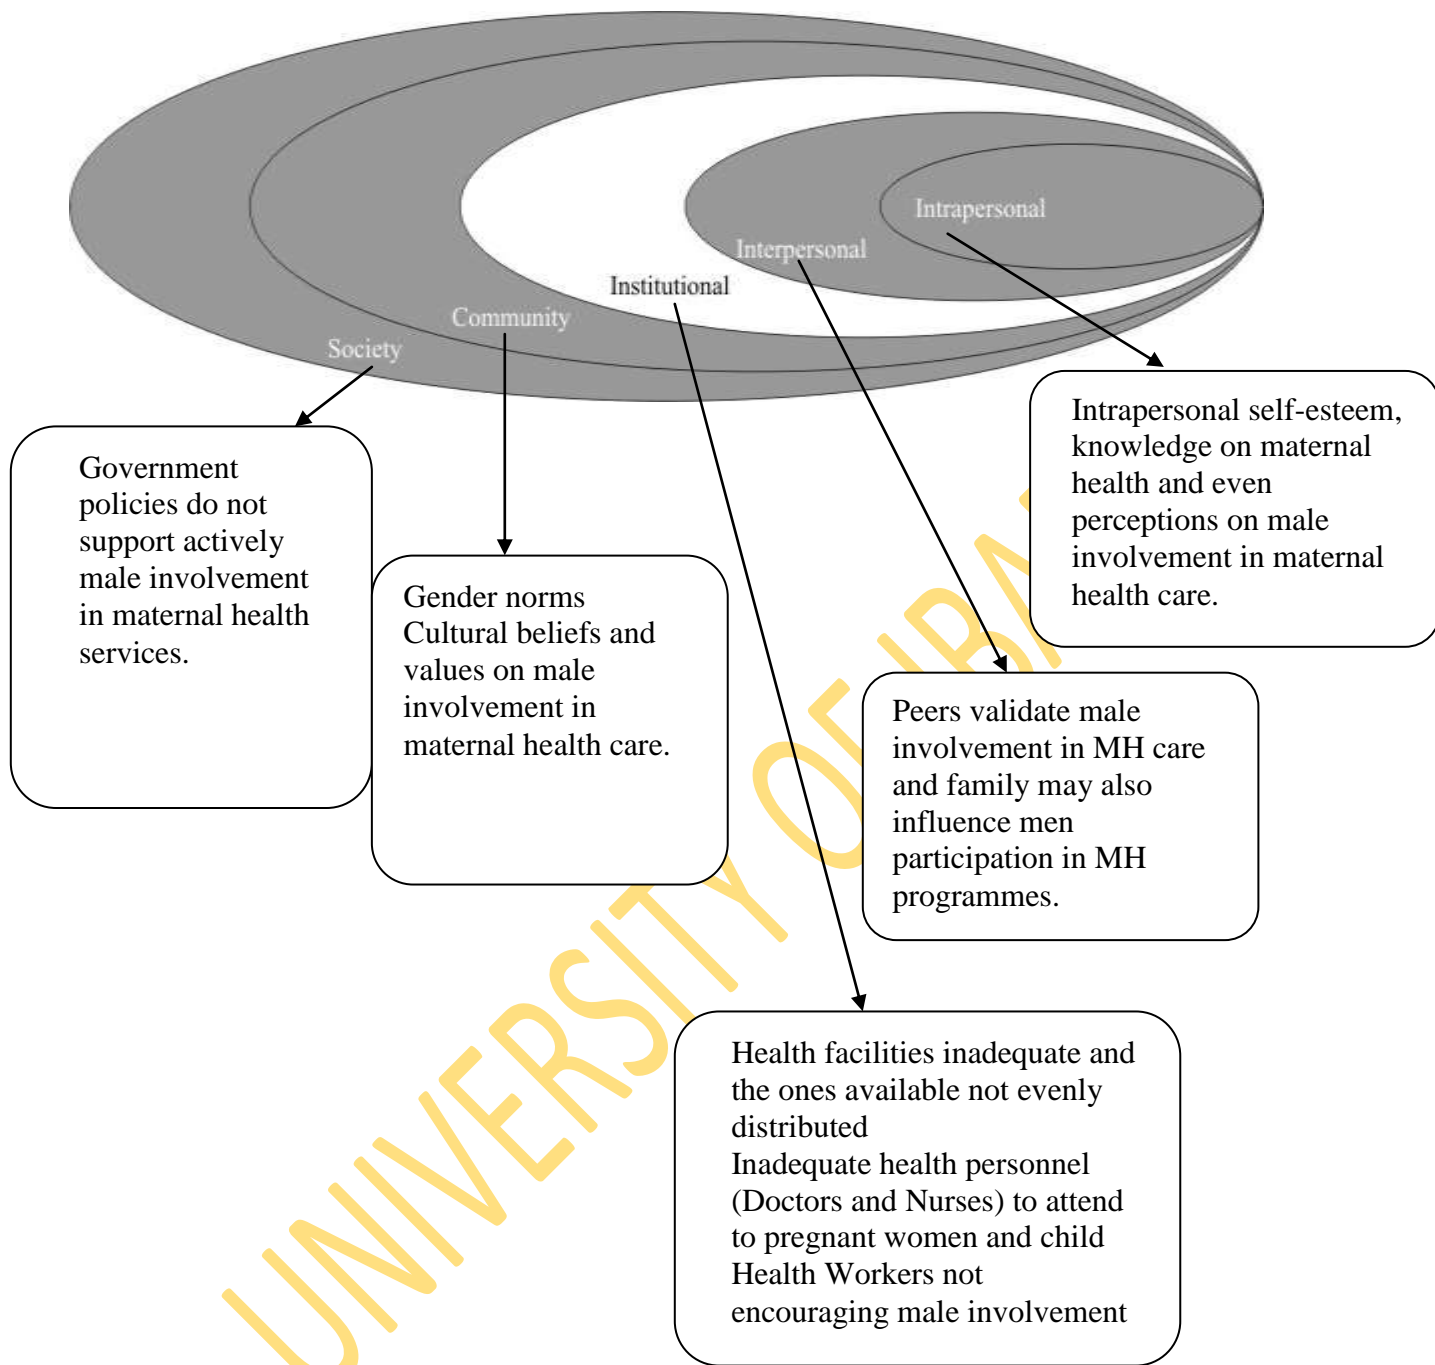 Intrapersonal
Interpersonal
Institutional
Community
Society
Government
policies do not
support actively
male involvement
in maternal health
services.
Gender norms
Cultural beliefs and
values on male
involvement in
maternal health care.
Intrapersonal self-esteem,
knowledge on maternal
health and even
perceptions on male
involvement in maternal
health care.
Peers validate male
involvement in MH care
and family may also
influence men
participation in MH
programmes.
Health facilities inadequate and
the ones available not evenly
distributed
Inadequate health personnel
(Doctors and Nurses) to attend
to pregnant women and child
Health Workers not
encouraging male involvement
UNIVERSITY OF